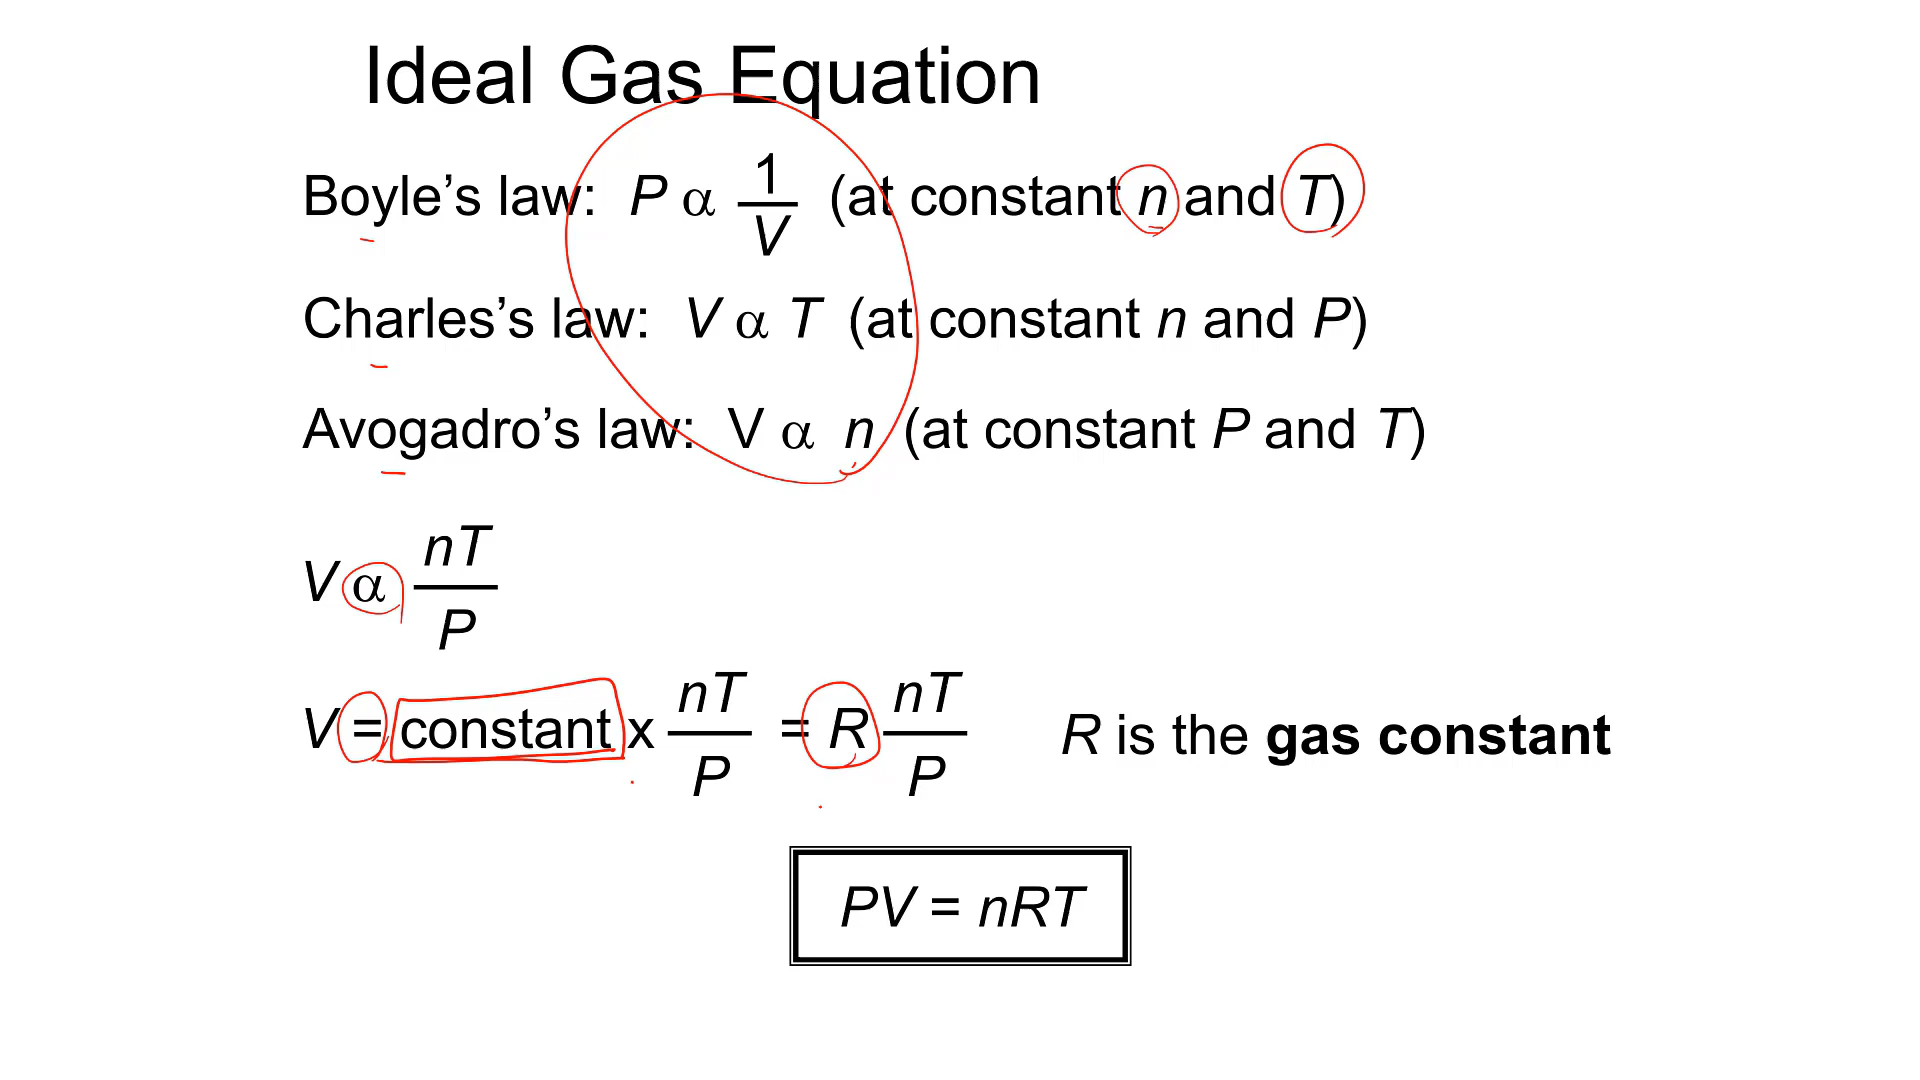 Ideal Gas Equation
Boyle’s law: P α 1/V (at constant n and T)
Charles’s law: V α T (at constant n and P)
Avogadro’s law: V α n (at constant P and T)
V α nT/P
V = constant x nT/P = R nT/P R is the gas constant
PV = nRT